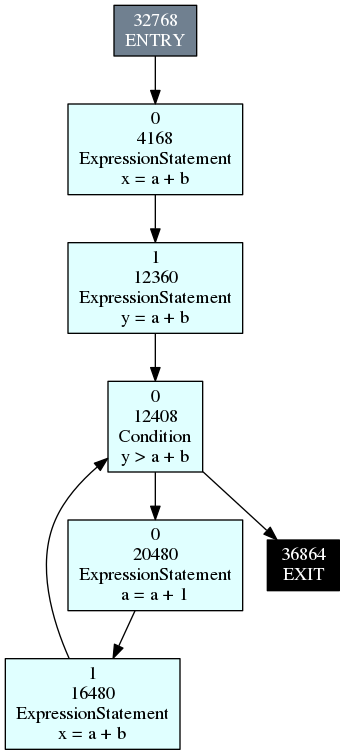 32768
ENTRY
0
4168
ExpressionStatement
x = a + b
1
12360
ExpressionStatement
y = a + b
0
12408
Condition
y > a + b
0
20480
ExpressionStatement
a = a + 1
36864
EXIT
1
16480
ExpressionStatement
x = a + b